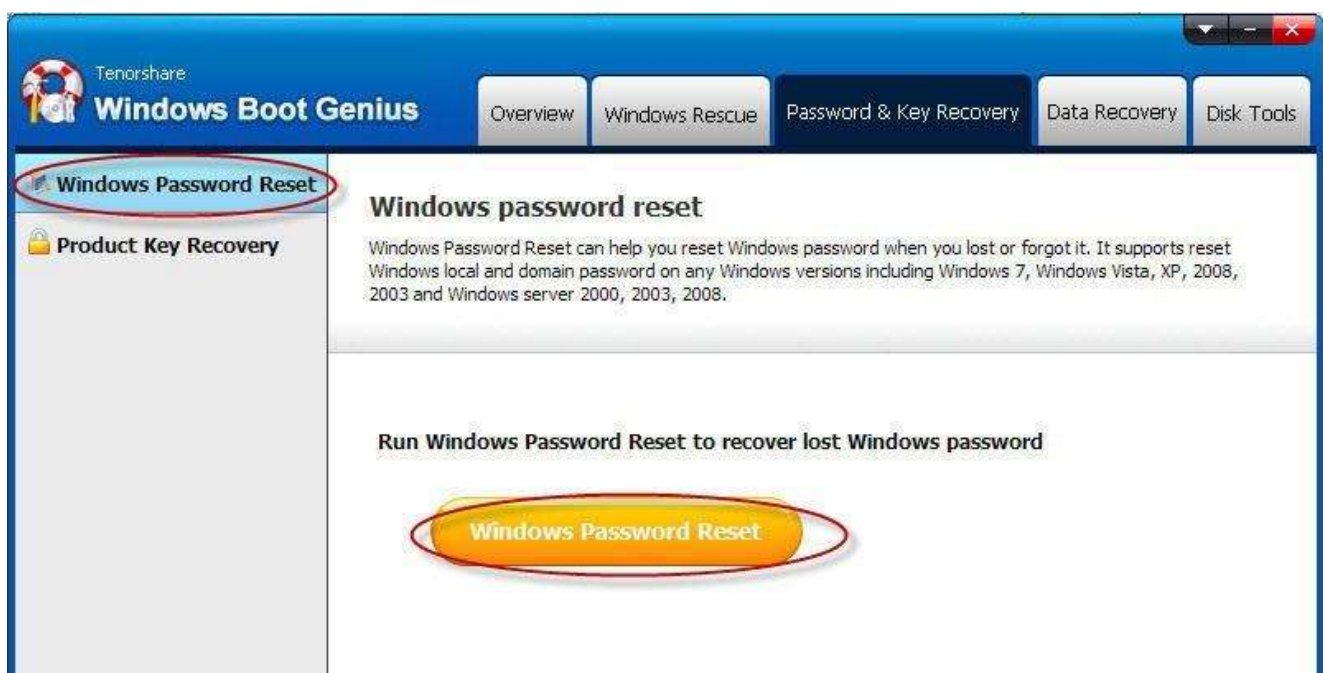 Tenorshare
Windows Boot Genius
Overview
Windows Rescue
Password & Key Recovery
Data Recovery
Disk Tools
Windows Password Reset
Product Key Recovery
Windows password reset
Windows Password Reset can help you reset Windows password when you lost or forgot it. It supports reset
Windows local and domain password on any Windows versions including Windows 7, Windows Vista, XP, 2008,
2003 and Windows server 2000, 2003, 2008.
Run Windows Password Reset to recover lost Windows password
Windows Password Reset